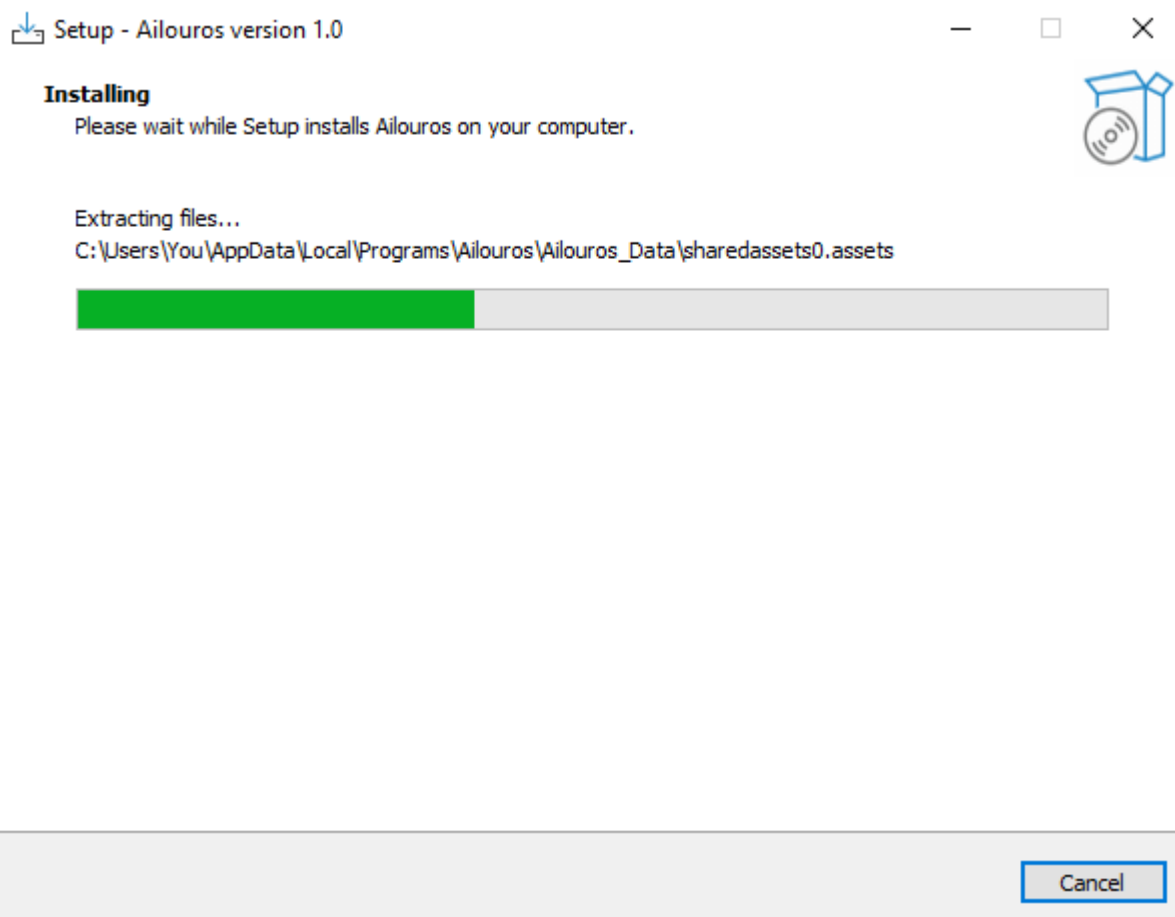 Setup - Ailouros version 1.0
Installing
Please wait while Setup installs Ailouros on your computer.
Extracting files...
C:\Users\You\AppData\Local\Programs\Ailouros\Ailouros_Data\sharedassets0.assets
Cancel